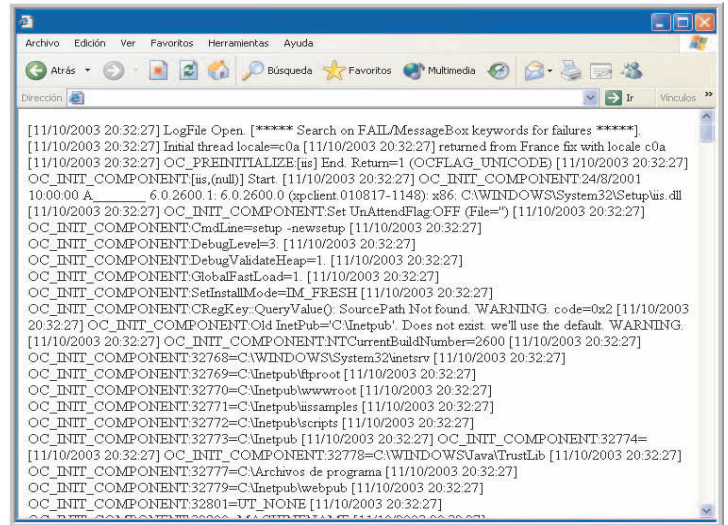 Archivo Edición Ver Favoritos Herramientas Ayuda
Atrás Búsqueda Favoritos Multimedia
Dirección Ir Vínculos »
[11/10/2003 20:32:27] LogFile Open. [***** Search on FAIL/MessageBox keywords for failures *****].
[11/10/2003 20:32:27] Initial thread locale=c0a [11/10/2003 20:32:27] returned from France fix with locale c0a
[11/10/2003 20:32:27] OC_PREINITIALIZE:[iis] End. Return=1 (OCFLAG_UNICODE) [11/10/2003 20:32:27]
OC_INIT_COMPONENT:[iis,(null)] Start. [11/10/2003 20:32:27] OC_INIT_COMPONENT:24/8/2001
10:00:00 A_______ 6.0.2600.1: 6.0.2600.0 (xpclient.010817-1148): x86: C:\WINDOWS\System32\Setup\iis.dll
[11/10/2003 20:32:27] OC_INIT_COMPONENT:Set UnAttendFlag:OFF (File='') [11/10/2003 20:32:27]
OC_INIT_COMPONENT:CmdLine=setup -newsetup [11/10/2003 20:32:27]
OC_INIT_COMPONENT:DebugLevel=3. [11/10/2003 20:32:27]
OC_INIT_COMPONENT:DebugValidateHeap=1. [11/10/2003 20:32:27]
OC_INIT_COMPONENT:GlobalFastLoad=1. [11/10/2003 20:32:27]
OC_INIT_COMPONENT:SetInstallMode=IM_FRESH [11/10/2003 20:32:27]
OC_INIT_COMPONENT:CRegKey::QueryValue(): SourcePath Not found. WARNING. code=0x2 [11/10/2003
20:32:27] OC_INIT_COMPONENT:Old InetPub='C:\Inetpub'. Does not exist. we'll use the default. WARNING.
[11/10/2003 20:32:27] OC_INIT_COMPONENT:NTCurrentBuildNumber=2600 [11/10/2003 20:32:27]
OC_INIT_COMPONENT:32768=C:\WINDOWS\System32\inetsrv [11/10/2003 20:32:27]
OC_INIT_COMPONENT:32769=C:\Inetpub\ftproot [11/10/2003 20:32:27]
OC_INIT_COMPONENT:32770=C:\Inetpub\wwwroot [11/10/2003 20:32:27]
OC_INIT_COMPONENT:32771=C:\Inetpub\iissamples [11/10/2003 20:32:27]
OC_INIT_COMPONENT:32772=C:\Inetpub\scripts [11/10/2003 20:32:27]
OC_INIT_COMPONENT:32773=C:\Inetpub [11/10/2003 20:32:27] OC_INIT_COMPONENT:32774=
[11/10/2003 20:32:27] OC_INIT_COMPONENT:32778=C:\WINDOWS\Java\TrustLib [11/10/2003 20:32:27]
OC_INIT_COMPONENT:32777=C:\Archivos de programa [11/10/2003 20:32:27]
OC_INIT_COMPONENT:32779=C:\Inetpub\webpub [11/10/2003 20:32:27]
OC_INIT_COMPONENT:32801=UT_NONE [11/10/2003 20:32:27]